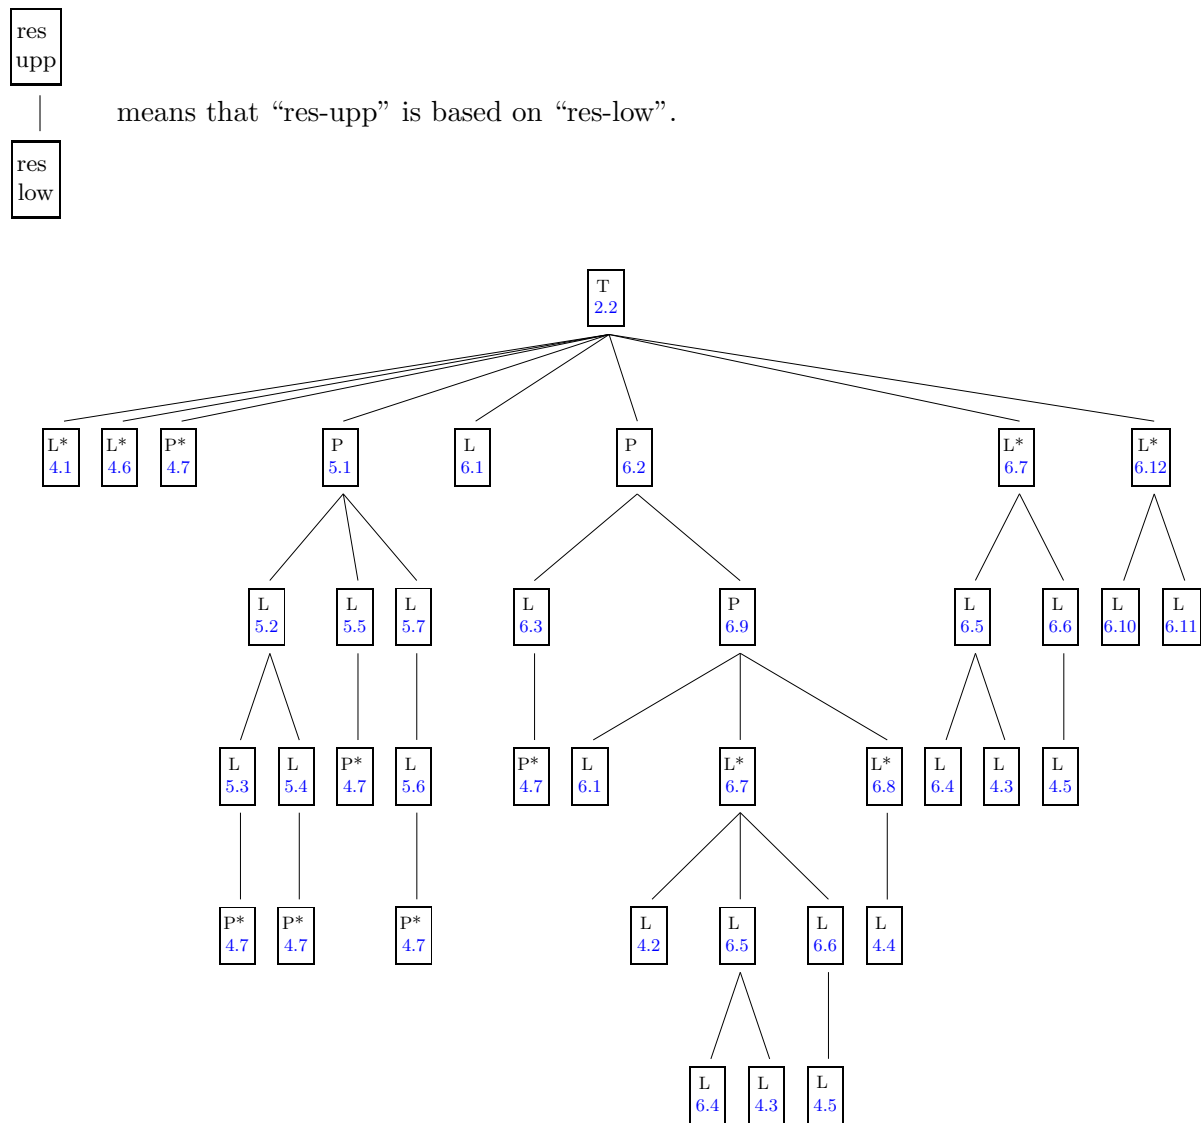 res
upp
means that “res-upp” is based on “res-low”.
res
low
T
2.2
L* L* P* P L P L* L*
4.1 4.6 4.7 5.1 6.1 6.2 6.7 6.12
L L L L P L L L L
5.2 5.5 5.7 6.3 6.9 6.5 6.6 6.10 6.11
L L P* L P* L L* L* L L L
5.3 5.4 4.7 5.6 4.7 6.1 6.7 6.8 6.4 4.3 4.5
P* P* P* L L L L
4.7 4.7 4.7 4.2 6.5 6.6 4.4
L L L
6.4 4.3 4.5